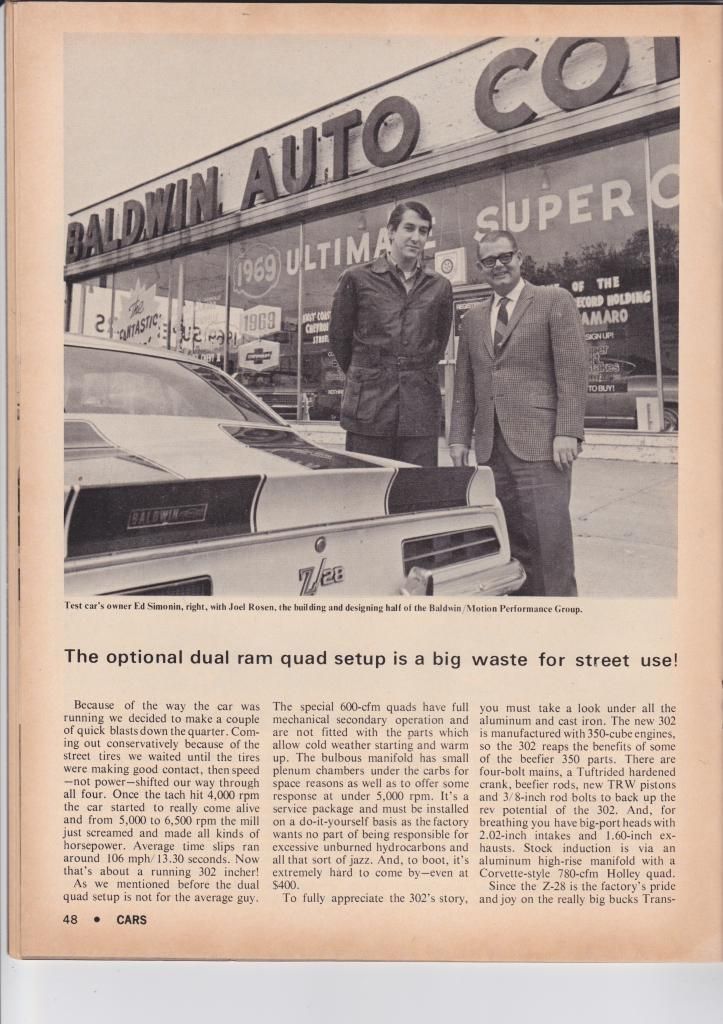 BALDWIN AUTO CO
1969 ULTIMA SUPER C
The
FANTASTIC
1969
EAST COAST
OF THE
RECORD HOLDING
CAMARO
SIGN UP!
TO BUY!
BALDWIN
Z/28
Test car's owner Ed Simonin, right, with Joel Rosen, the building and designing half of the Baldwin/Motion Performance Group.
The optional dual ram quad setup is a big waste for street use!
Because of the way the car was
running we decided to make a couple
of quick blasts down the quarter. Com-
ing out conservatively because of the
street tires we waited until the tires
were making good contact, then speed
—not power—shifted our way through
all four. Once the tach hit 4,000 rpm
the car started to really come alive
and from 5,000 to 6,500 rpm the mill
just screamed and made all kinds of
horsepower. Average time slips ran
around 106 mph/13.30 seconds. Now
that's about a running 302 incher!
As we mentioned before the dual
quad setup is not for the average guy.
The special 600-cfm quads have full
mechanical secondary operation and
are not fitted with the parts which
allow cold weather starting and warm
up. The bulbous manifold has small
plenum chambers under the carbs for
space reasons as well as to offer some
response at under 5,000 rpm. It's a
service package and must be installed
on a do-it-yourself basis as the factory
wants no part of being responsible for
excessive unburned hydrocarbons and
all that sort of jazz. And, to boot, it's
extremely hard to come by—even at
$400.
To fully appreciate the 302's story,
you must take a look under all the
aluminum and cast iron. The new 302
is manufactured with 350-cube engines,
so the 302 reaps the benefits of some
of the beefier 350 parts. There are
four-bolt mains, a Tuftrided hardened
crank, beefier rods, new TRW pistons
and 3/8-inch rod bolts to back up the
rev potential of the 302. And, for
breathing you have big-port heads with
2.02-inch intakes and 1.60-inch ex-
hausts. Stock induction is via an
aluminum high-rise manifold with a
Corvette-style 780-cfm Holley quad.
Since the Z-28 is the factory's pride
and joy on the really big bucks Trans-
48 • CARS